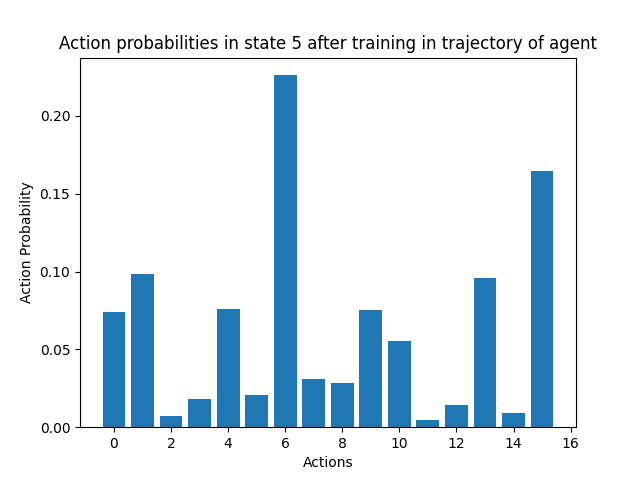 Action probabilities in state 5 after training in trajectory of agent
0.20
0.15
0.10
0.05
0.00
Action Probability
0 2 4 6 8 10 12 14 16
Actions